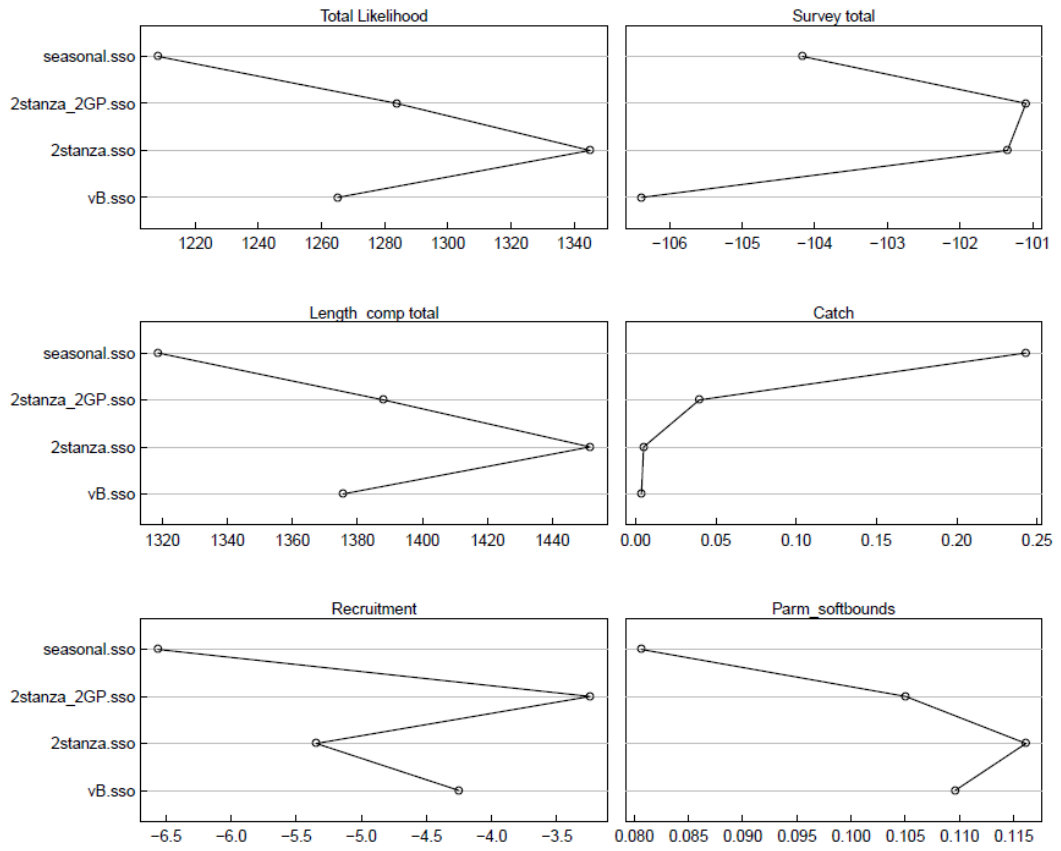 Total Likelihood
seasonal.sso
2stanza_2GP.sso
2stanza.sso
vB.sso
1220 1240 1260 1280 1300 1320 1340
Survey total
−106 −105 −104 −103 −102 −101
Length_comp total
seasonal.sso
2stanza_2GP.sso
2stanza.sso
vB.sso
1320 1340 1360 1380 1400 1420 1440
Catch
0.00 0.05 0.10 0.15 0.20 0.25
Recruitment
seasonal.sso
2stanza_2GP.sso
2stanza.sso
vB.sso
−6.5 −6.0 −5.5 −5.0 −4.5 −4.0 −3.5
Parm_softbounds
0.080 0.085 0.090 0.095 0.100 0.105 0.110 0.115